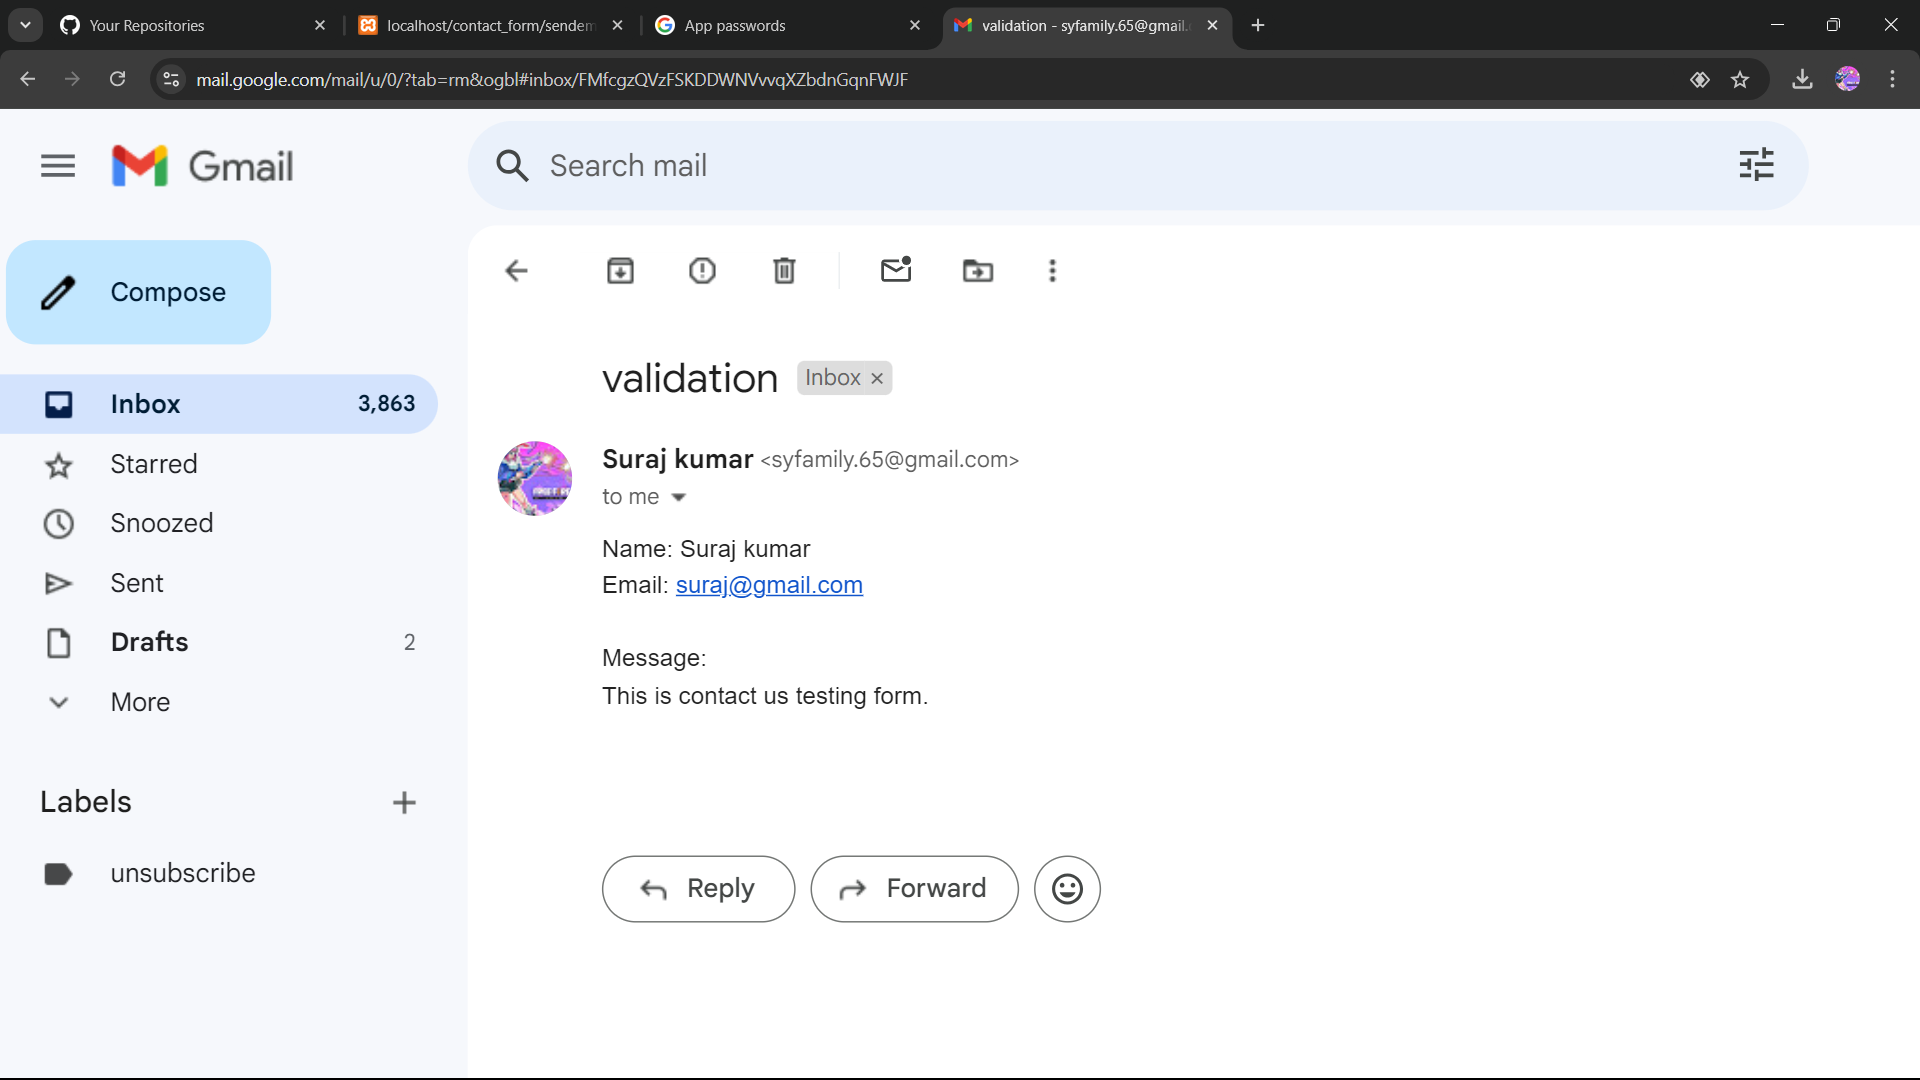 Your Repositories
localhost/contact_form/sendem
App passwords
validation - syfamily.65@gmail.
mail.google.com/mail/u/0/?tab=rm&ogbl#inbox/FMfcgzQVzFSKDDWNVvvqXZbdnGqnFWJF
Gmail
Search mail
Compose
Inbox 3,863
Starred
Snoozed
Sent
Drafts 2
More
Labels
unsubscribe
validation Inbox
Suraj kumar <syfamily.65@gmail.com>
to me
Name: Suraj kumar
Email: suraj@gmail.com
Message:
This is contact us testing form.
Reply
Forward